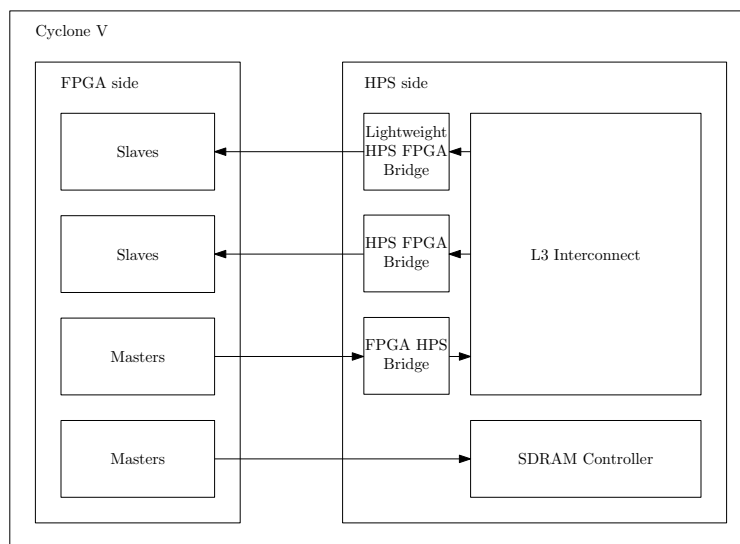 Cyclone V
FPGA side
HPS side
Slaves
Lightweight
HPS FPGA
Bridge
L3 Interconnect
Slaves
HPS FPGA
Bridge
Masters
FPGA HPS
Bridge
Masters
SDRAM Controller